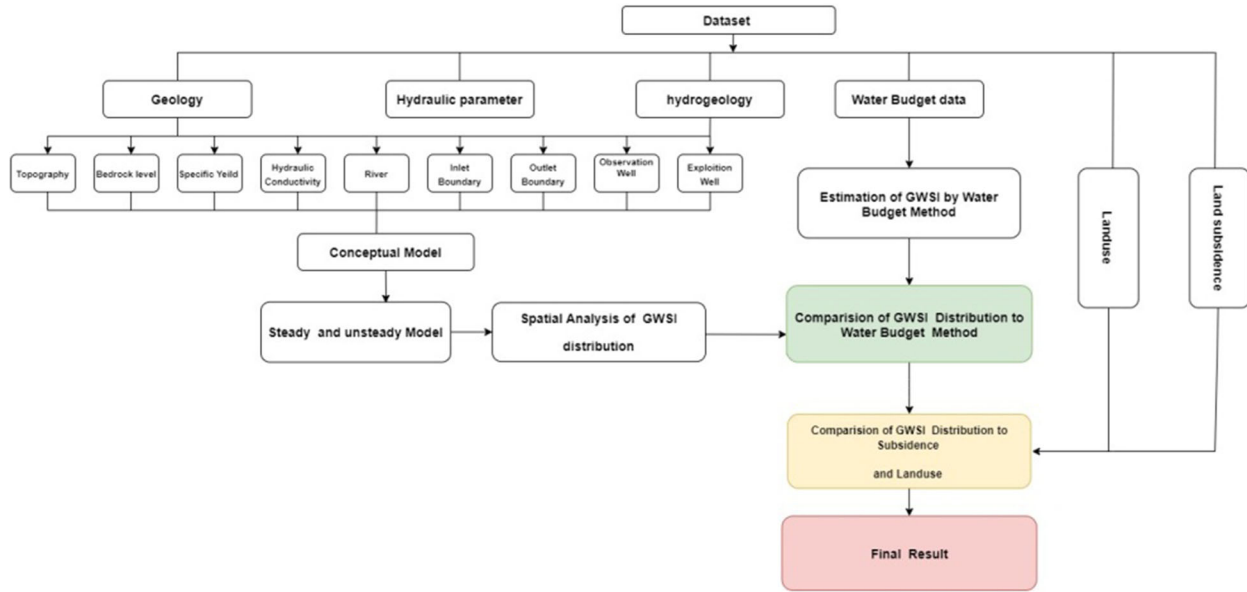 Dataset
Geology
Hydraulic parameter
hydrogeology
Water Budget data
Topography
Bedrock level
Specific Yeild
Hydraulic
Conductivity
River
Inlet
Boundary
Outlet
Boundary
Observation
Well
Exploition
Well
Estimation of GWSI by Water
Budget Method
Landuse
Land subsidence
Conceptual Model
Steady and unsteady Model
Spatial Analysis of GWSI
distribution
Comparision of GWSI Distribution to
Water Budget Method
Comparision of GWSI Distribution to
Subsidence
and Landuse
Final Result